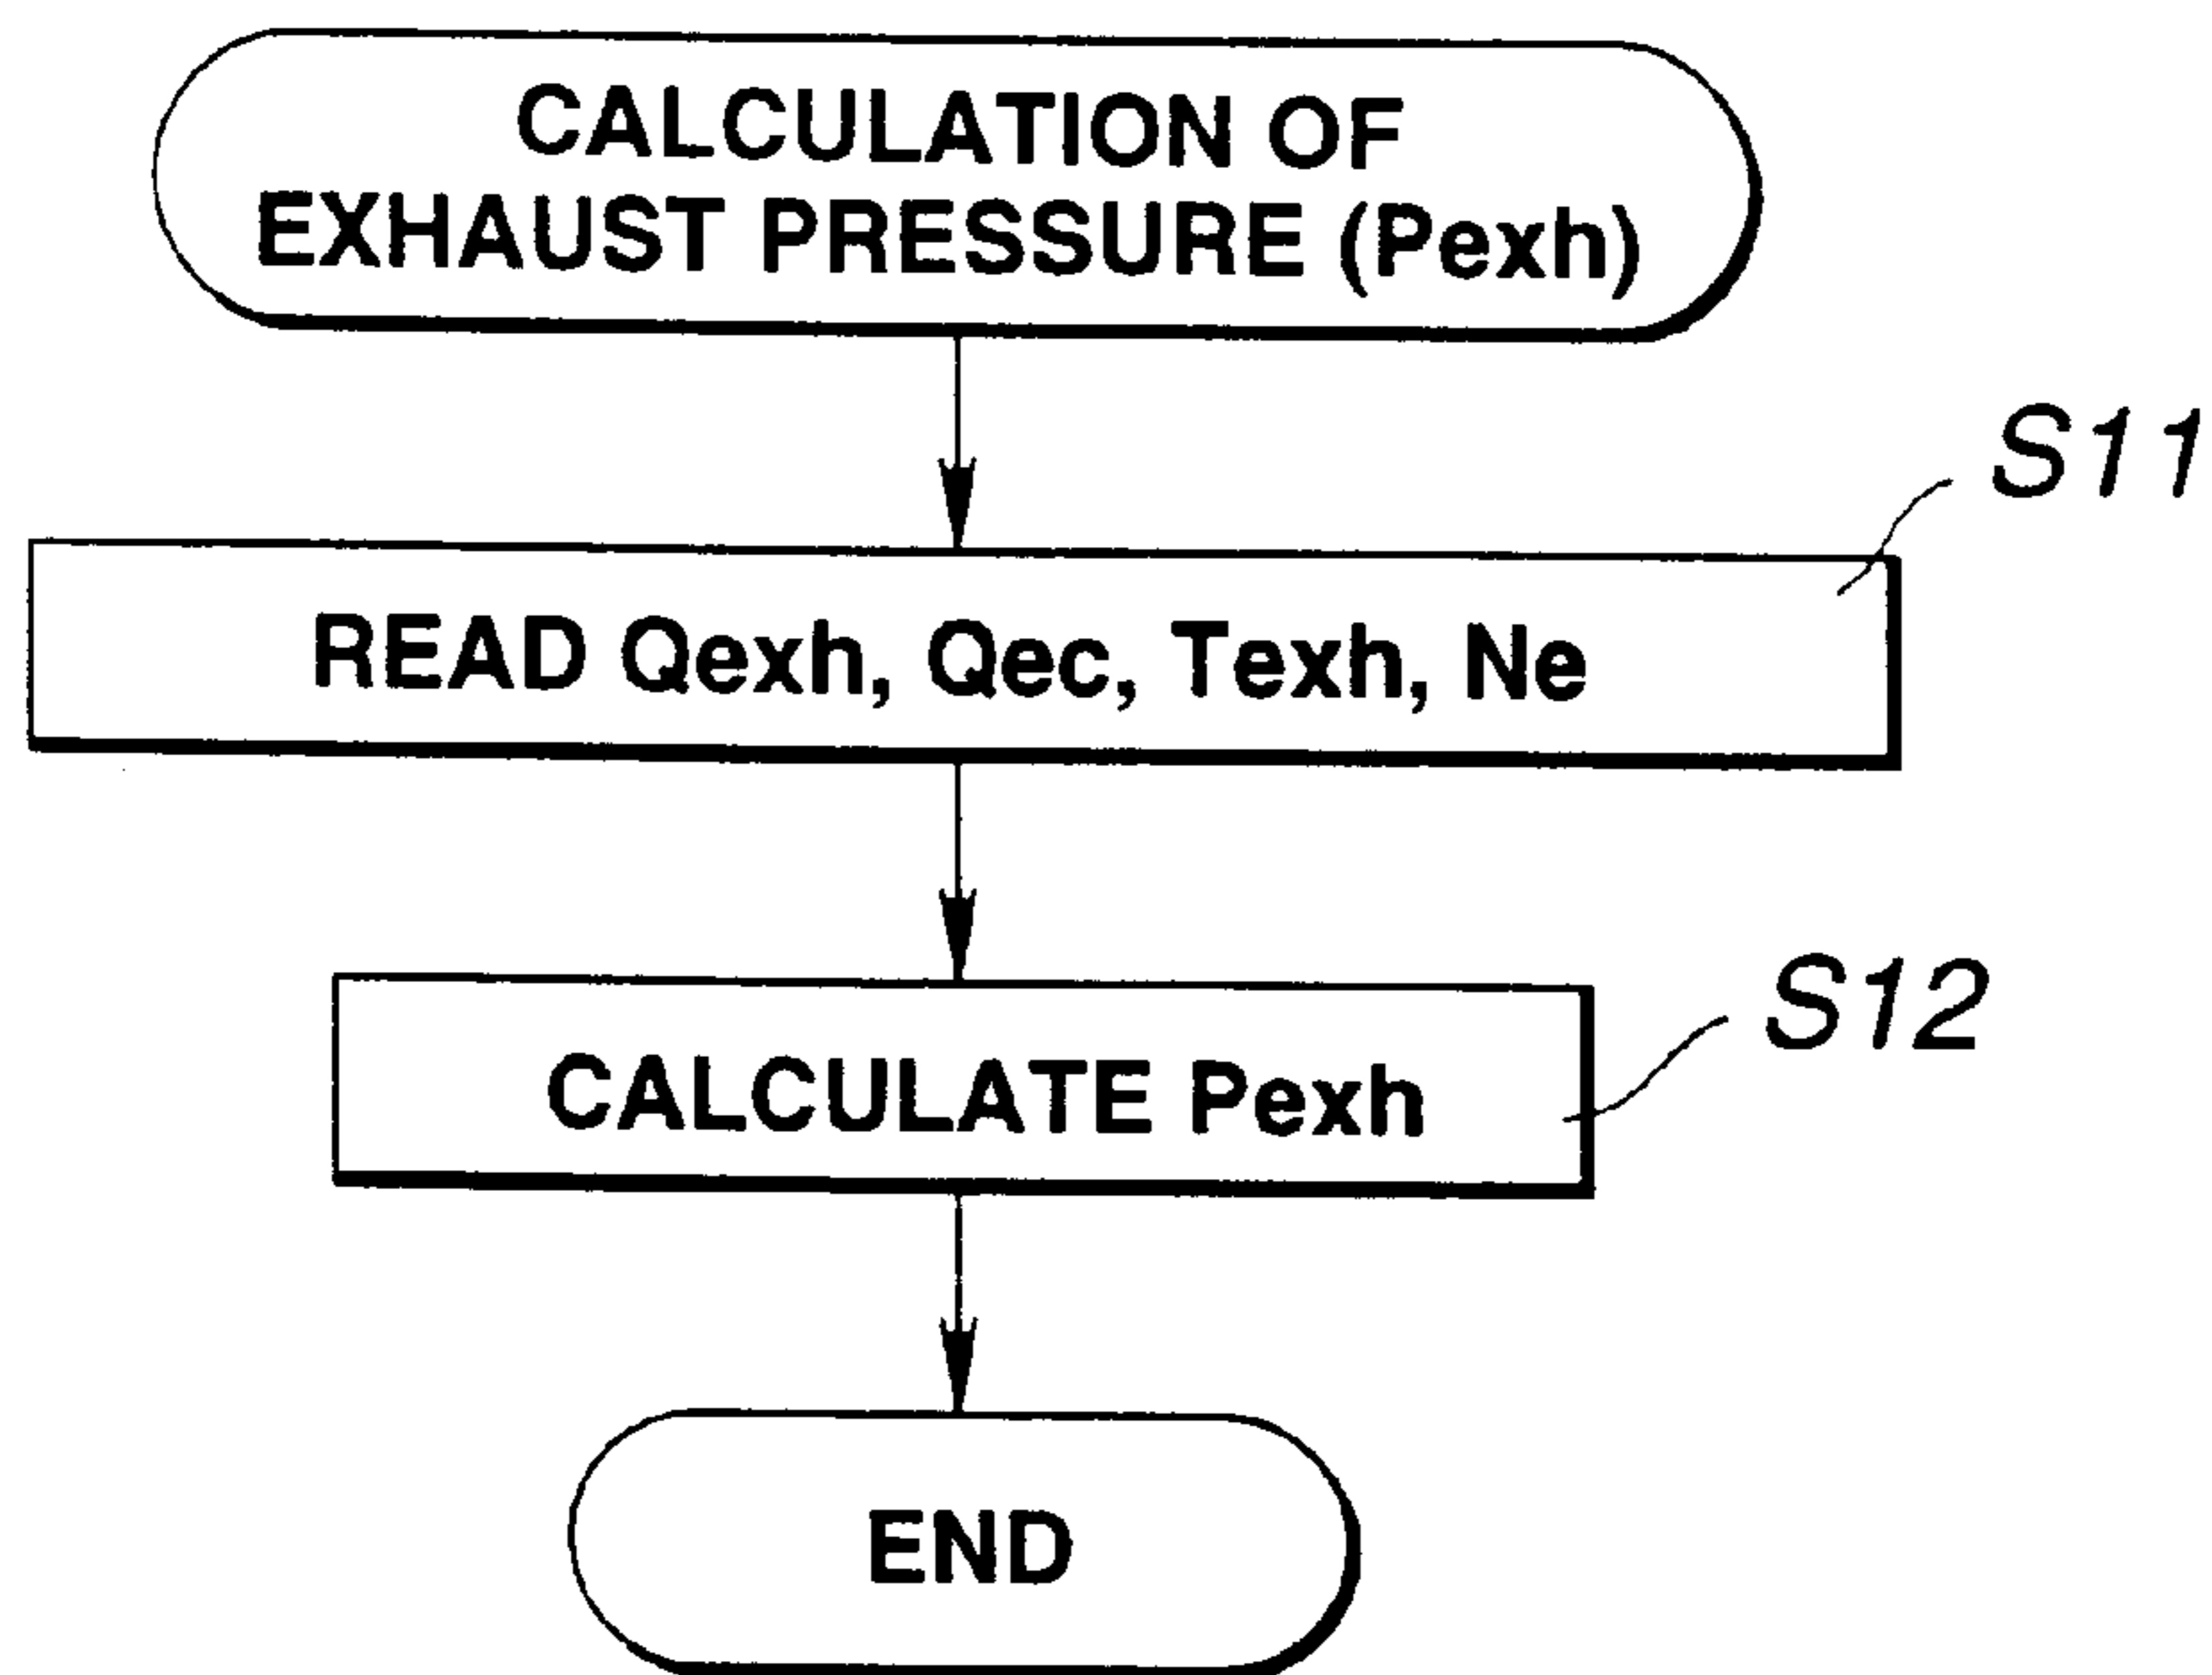 CALCULATION OF
EXHAUST PRESSURE (Pexh)
S11
READ Qexh, Qec, Texh, Ne
S12
CALCULATE Pexh
END